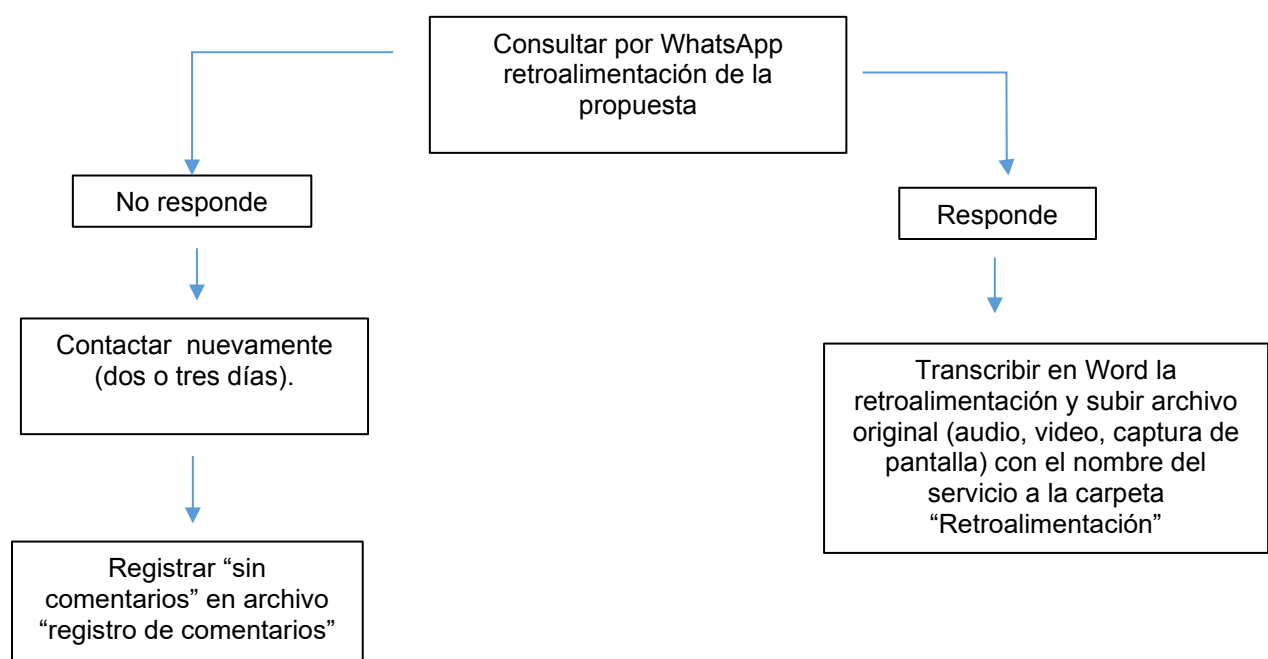 Consultar por WhatsApp
retroalimentación de la
propuesta
No responde
Responde
Contactar  nuevamente
(dos o tres días).
Transcribir en Word la
retroalimentación y subir archivo
original (audio, video, captura de
pantalla) con el nombre del
servicio a la carpeta
“Retroalimentación”
Registrar “sin
comentarios” en archivo
“registro de comentarios”